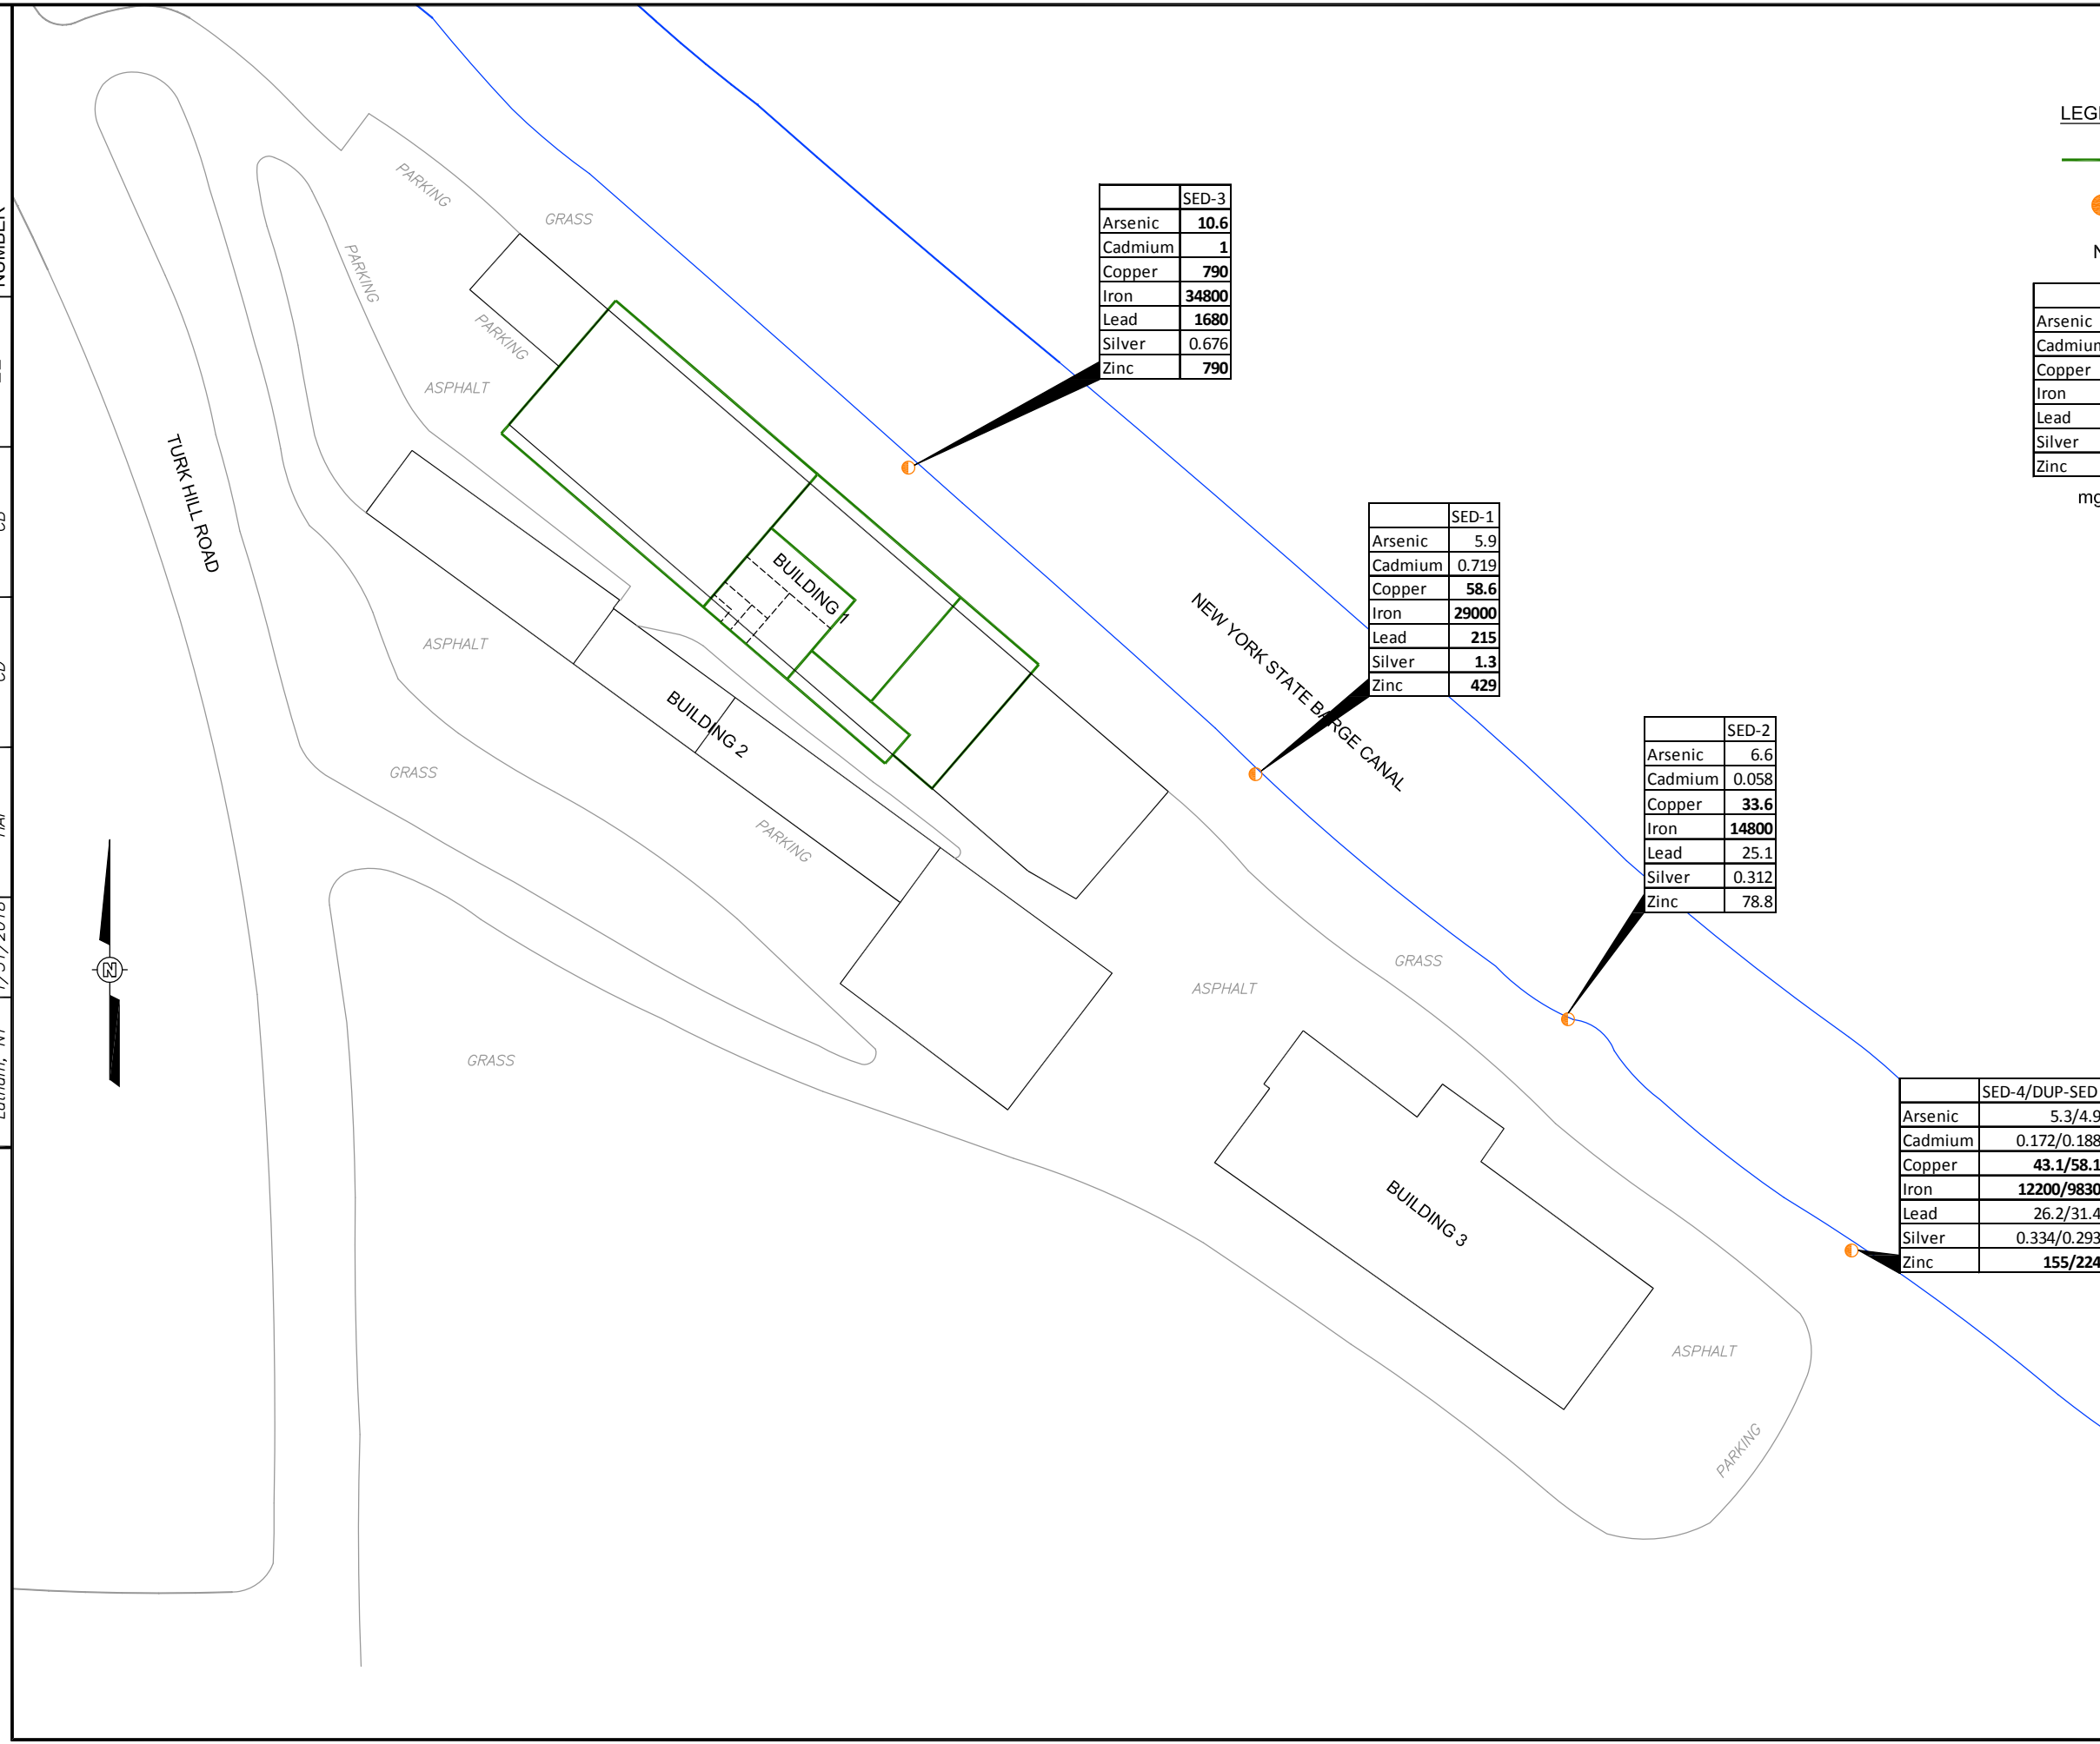 LEG
PARKING
GRASS
PARKING
PARKING
ASPHALT
TURK HILL ROAD
SED-3
Arsenic 10.6
Cadmium 1
Copper 790
Iron 34800
Lead 1680
Silver 0.676
Zinc 790
Arsenic
Cadmium
Copper
Iron
Lead
Silver
Zinc
mg
BUILDING 1
SED-1
Arsenic 5.9
Cadmium 0.719
Copper 58.6
Iron 29000
Lead 215
Silver 1.3
Zinc 429
NEW YORK STATE BARGE CANAL
ASPHALT
BUILDING 2
GRASS
PARKING
SED-2
Arsenic 6.6
Cadmium 0.058
Copper 33.6
Iron 14800
Lead 25.1
Silver 0.312
Zinc 78.8
N
GRASS
ASPHALT
GRASS
SED-4/DUP-SED
Arsenic 5.3/4.9
Cadmium 0.172/0.188
Copper 43.1/58.1
Iron 12200/9830
Lead 26.2/31.4
Silver 0.334/0.293
Zinc 155/224
BUILDING 3
ASPHALT
PARKING